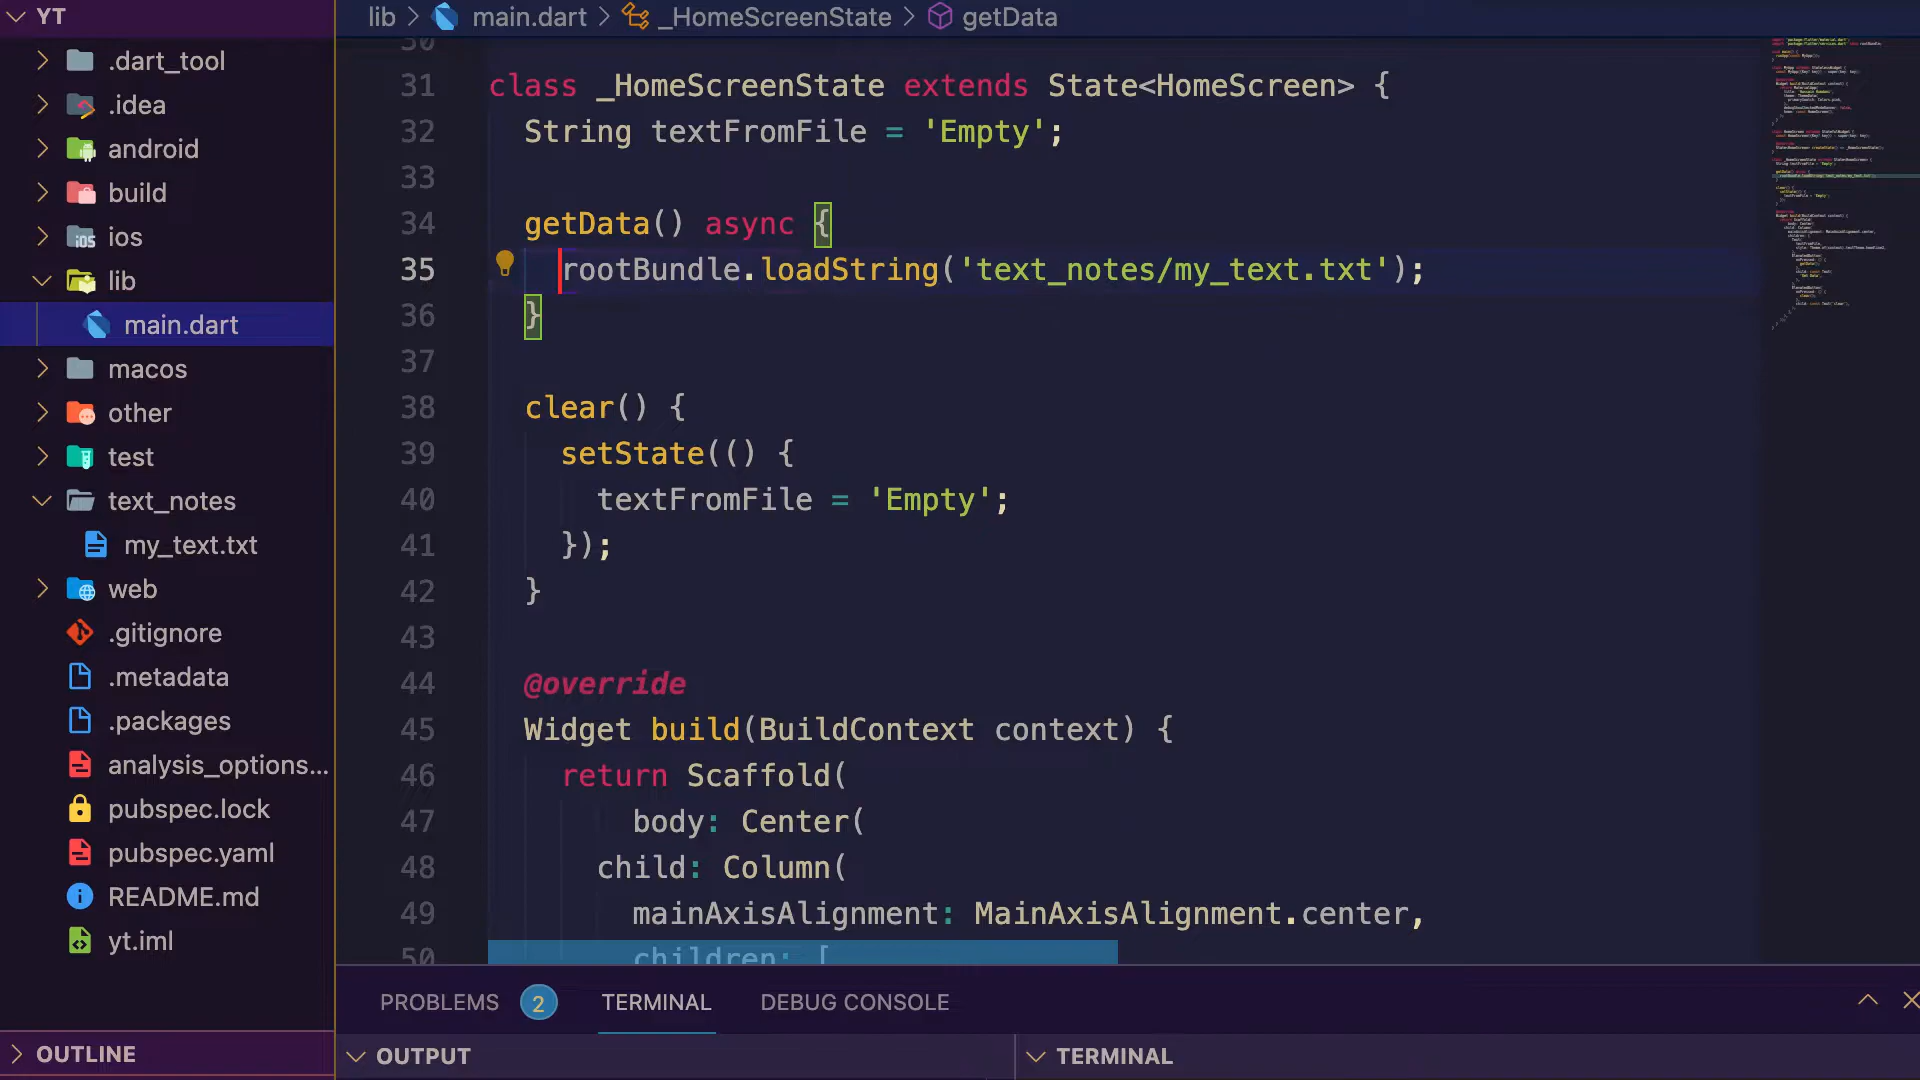 YT
lib main.dart _HomeScreenState getData
.dart_tool
.idea
android
build
ios
lib
main.dart
macos
other
test
text_notes
my_text.txt
web
.gitignore
.metadata
.packages
analysis_options...
pubspec.lock
pubspec.yaml
README.md
yt.iml
OUTLINE
30
31 class _HomeScreenState extends State<HomeScreen> {
32 String textFromFile = 'Empty';
33
34 getData() async {
35 rootBundle.loadString('text_notes/my_text.txt');
36 }
37
38 clear() {
39 setState(() {
40 textFromFile = 'Empty';
41 });
42 }
43
44 @override
45 Widget build(BuildContext context) {
46 return Scaffold(
47 body: Center(
48 child: Column(
49 mainAxisAlignment: MainAxisAlignment.center,
50 children: [
PROBLEMS 2 TERMINAL DEBUG CONSOLE
OUTPUT TERMINAL